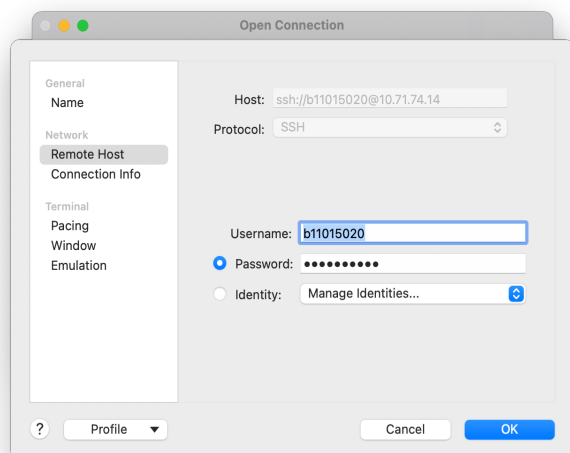 Open Connection
General
Name
Network
Remote Host
Connection Info
Terminal
Pacing
Window
Emulation
Host: ssh://b11015020@10.71.74.14
Protocol: SSH
Username: b11015020
Password: ••••••••••
Identity: Manage Identities...
? Profile Cancel OK